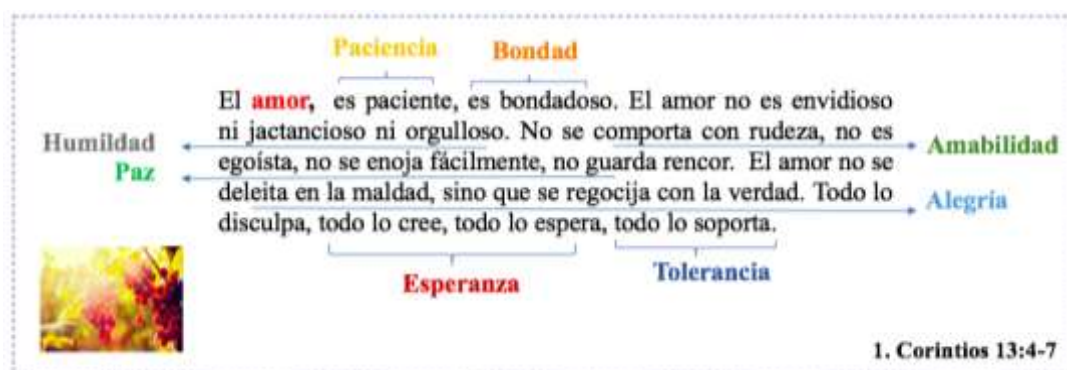 Paciencia Bondad
El amor, es paciente, es bondadoso. El amor no es envidioso
ni jactancioso ni orgulloso. No se comporta con rudeza, no es
Humildad Amabilidad
egoísta, no se enoja fácilmente, no guarda rencor. El amor no se
Paz
deleita en la maldad, sino que se regocija con la verdad. Todo lo
Alegría
disculpa, todo lo cree, todo lo espera, todo lo soporta.
Esperanza Tolerancia
1. Corintios 13:4-7